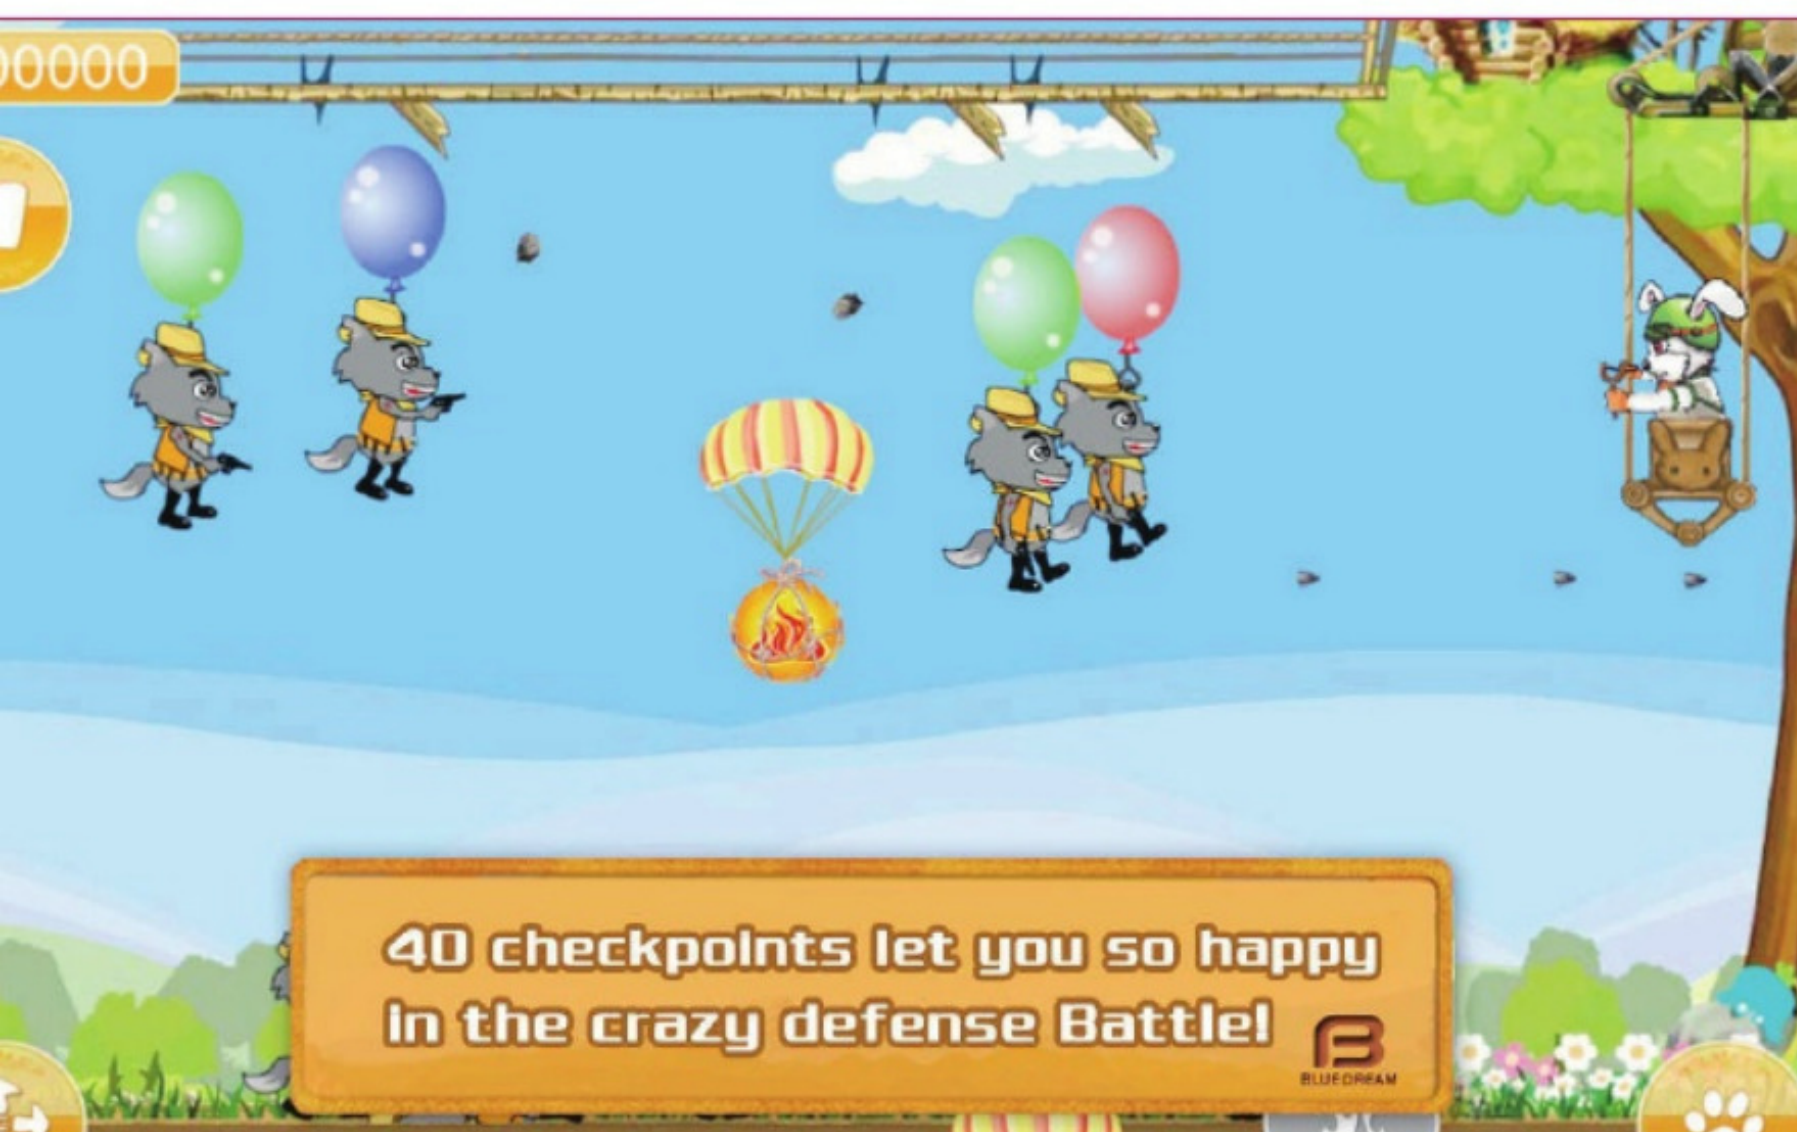 00000
40 checkpoints let you so happy
in the crazy defense Battle!
BLUEDREAM